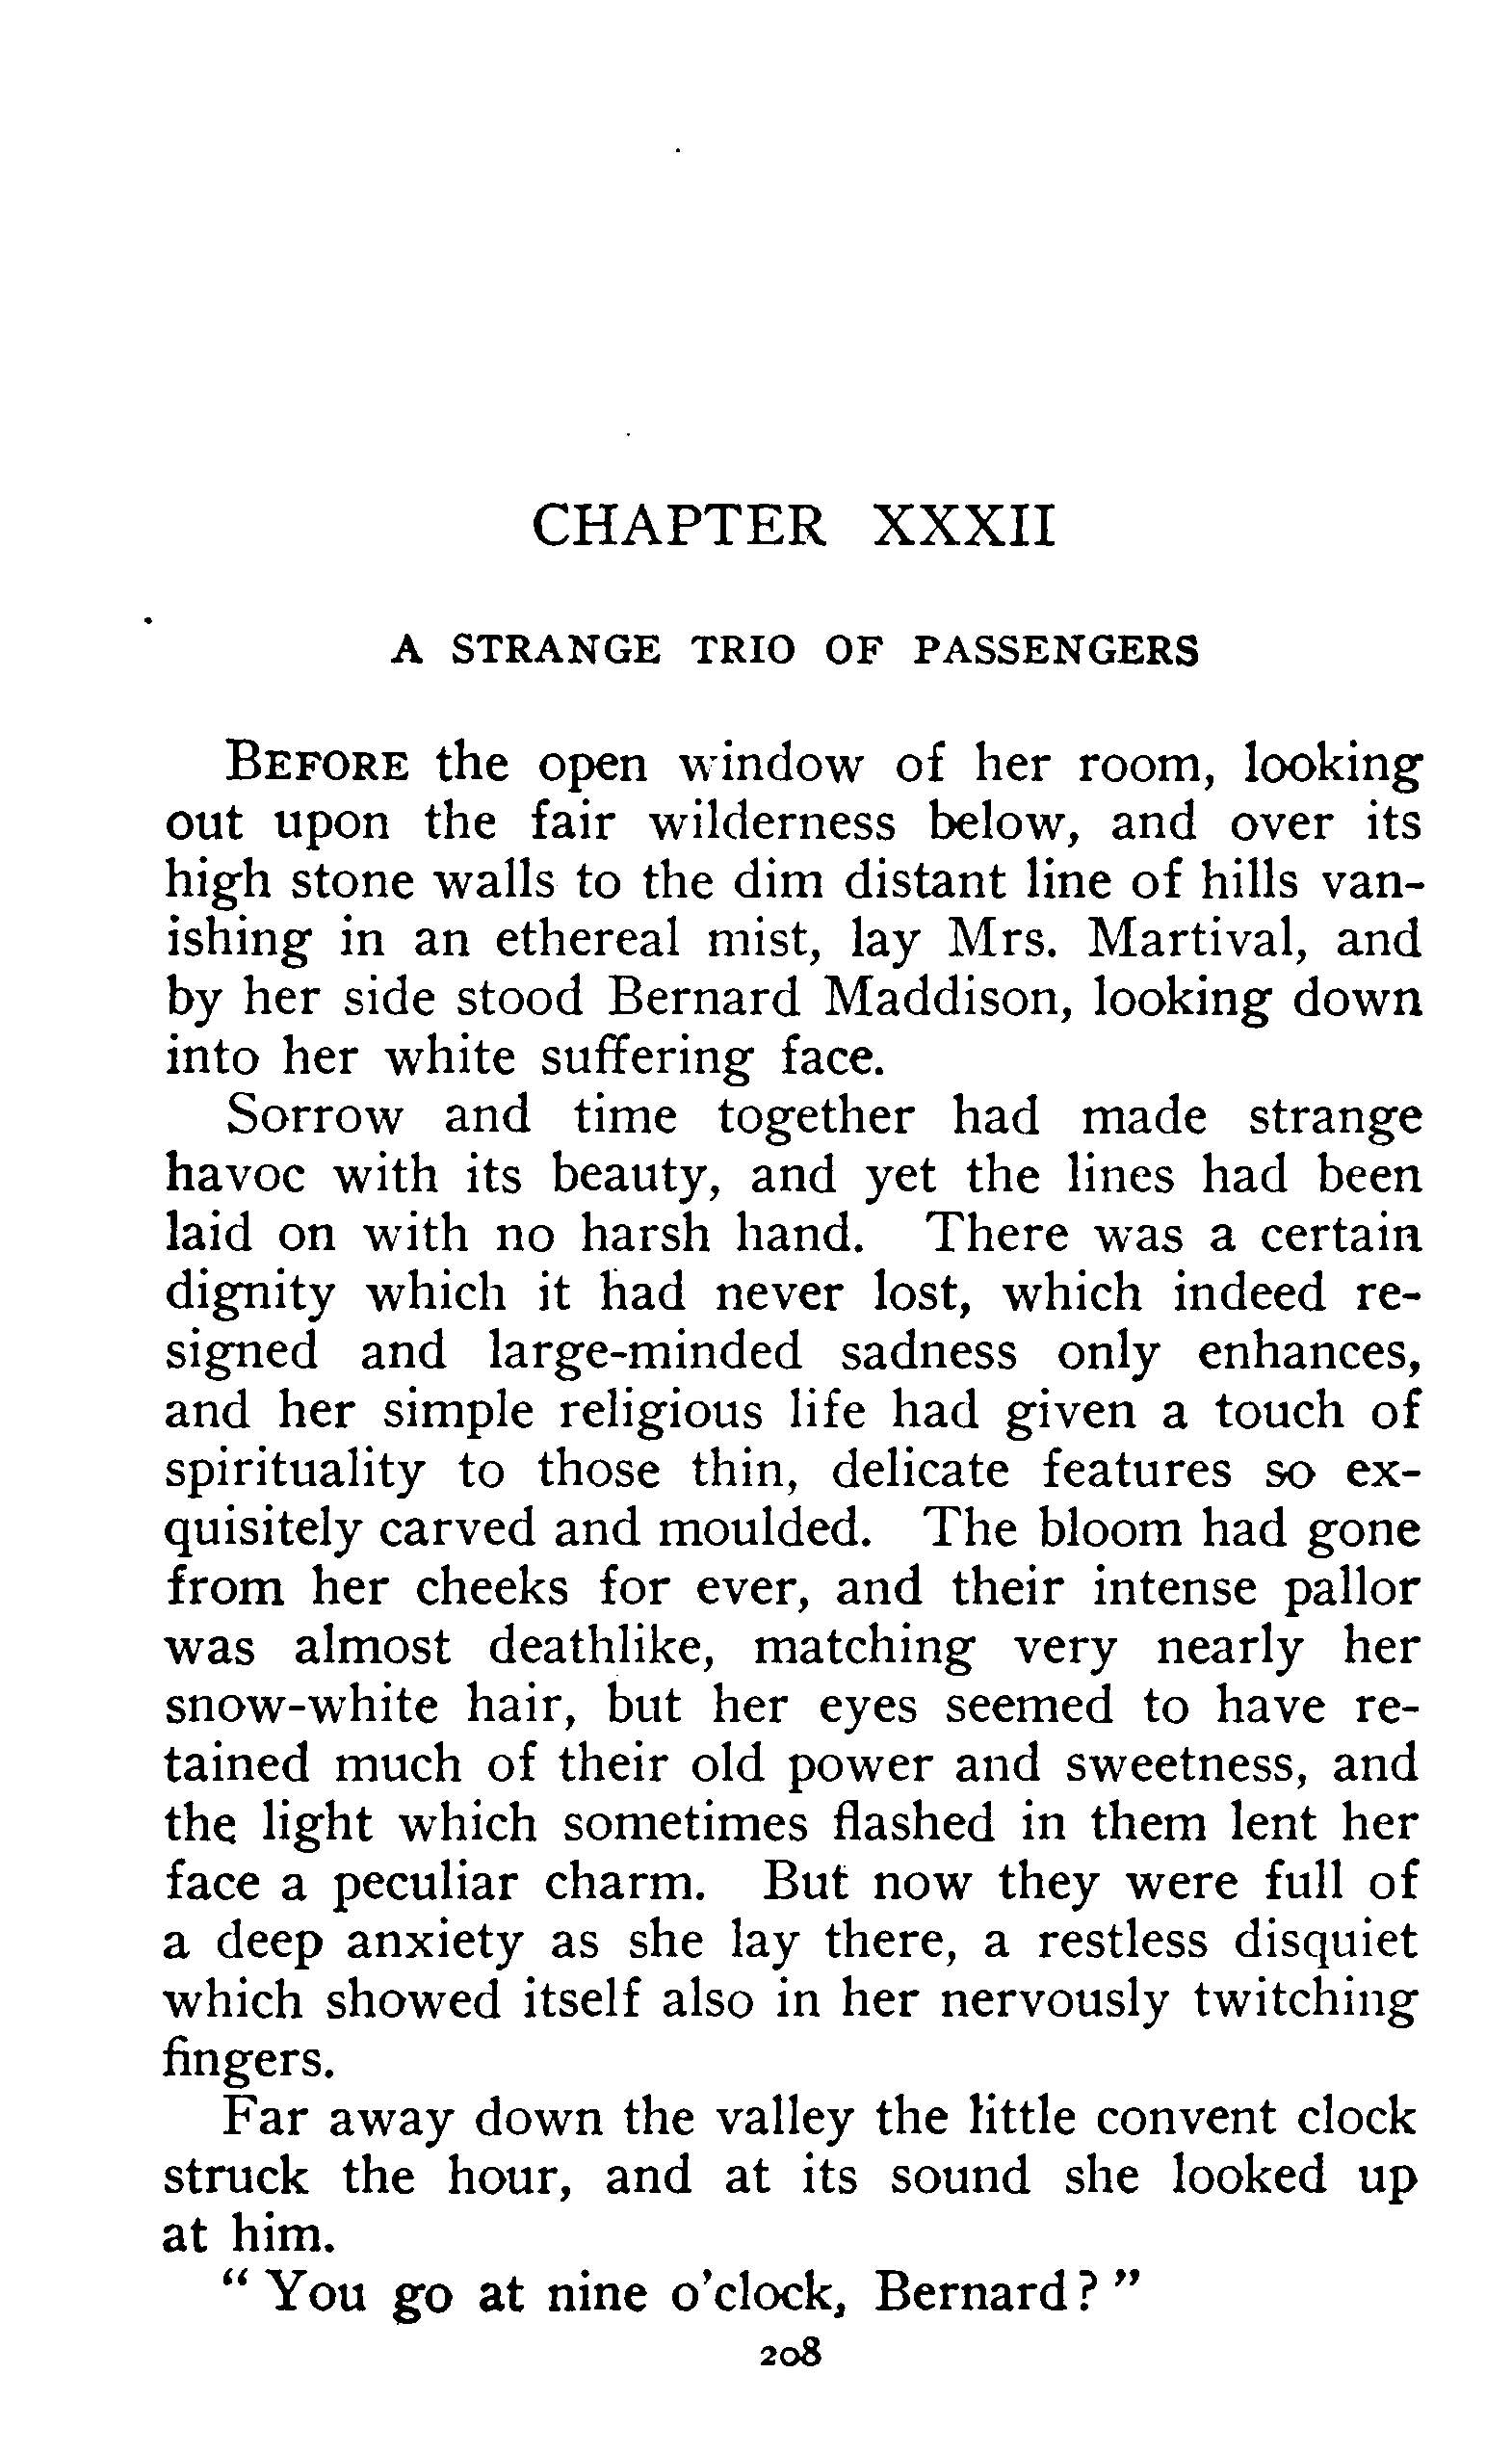 CHAPTER XXXII
A STRANGE TRIO OF PASSENGERS
BEFORE the open window of her room, looking
out upon the fair wilderness below, and over its
high stone walls to the dim distant line of hills van-
ishing in an ethereal mist, lay Mrs. Martival, and
by her side stood Bernard Maddison, looking down
into her white suffering face.
Sorrow and time together had made strange
havoc with its beauty, and yet the lines had been
laid on with no harsh hand. There was a certain
dignity which it had never lost, which indeed re-
signed and large-minded sadness only enhances,
and her simple religious life had given a touch of
spirituality to those thin, delicate features so ex-
quisitely carved and moulded. The bloom had gone
from her cheeks for ever, and their intense pallor
was almost deathlike, matching very nearly her
snow-white hair, but her eyes seemed to have re-
tained much of their old power and sweetness, and
the light which sometimes flashed in them lent her
face a peculiar charm. But now they were full of
a deep anxiety as she lay there, a restless disquiet
which showed itself also in her nervously twitching
fingers.
Far away down the valley the little convent clock
struck the hour, and at its sound she looked up
at him.
"You go at nine o'clock, Bernard?"
208